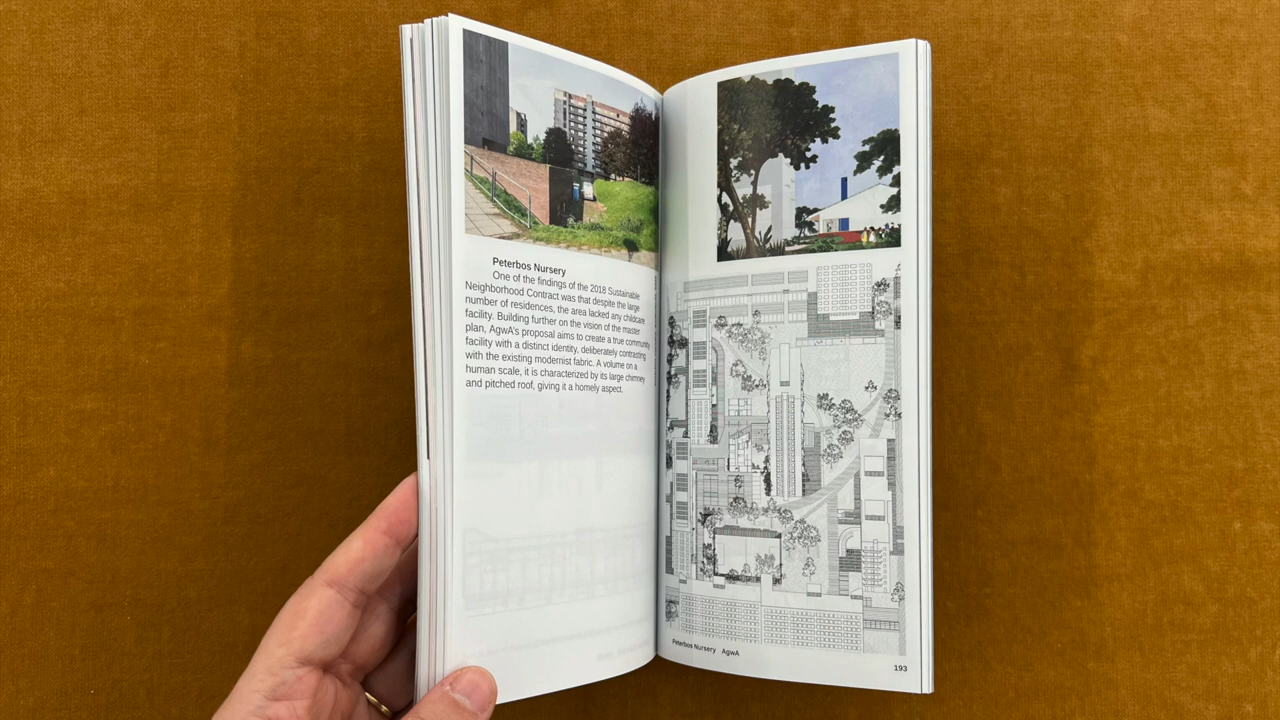 Peterbos Nursery
One of the findings of the 2018 Sustainable
Neighborhood Contract was that despite the large
number of residences, the area lacked any childcare
facility. Building further on the vision of the master
plan, AgwA's proposal aims to create a true community
facility with a distinct identity, deliberately contrasting
with the existing modernist fabric. A volume on a
human scale, it is characterized by its large chimney
and pitched roof, giving it a homely aspect.
Peterbos Nursery AgwA
193